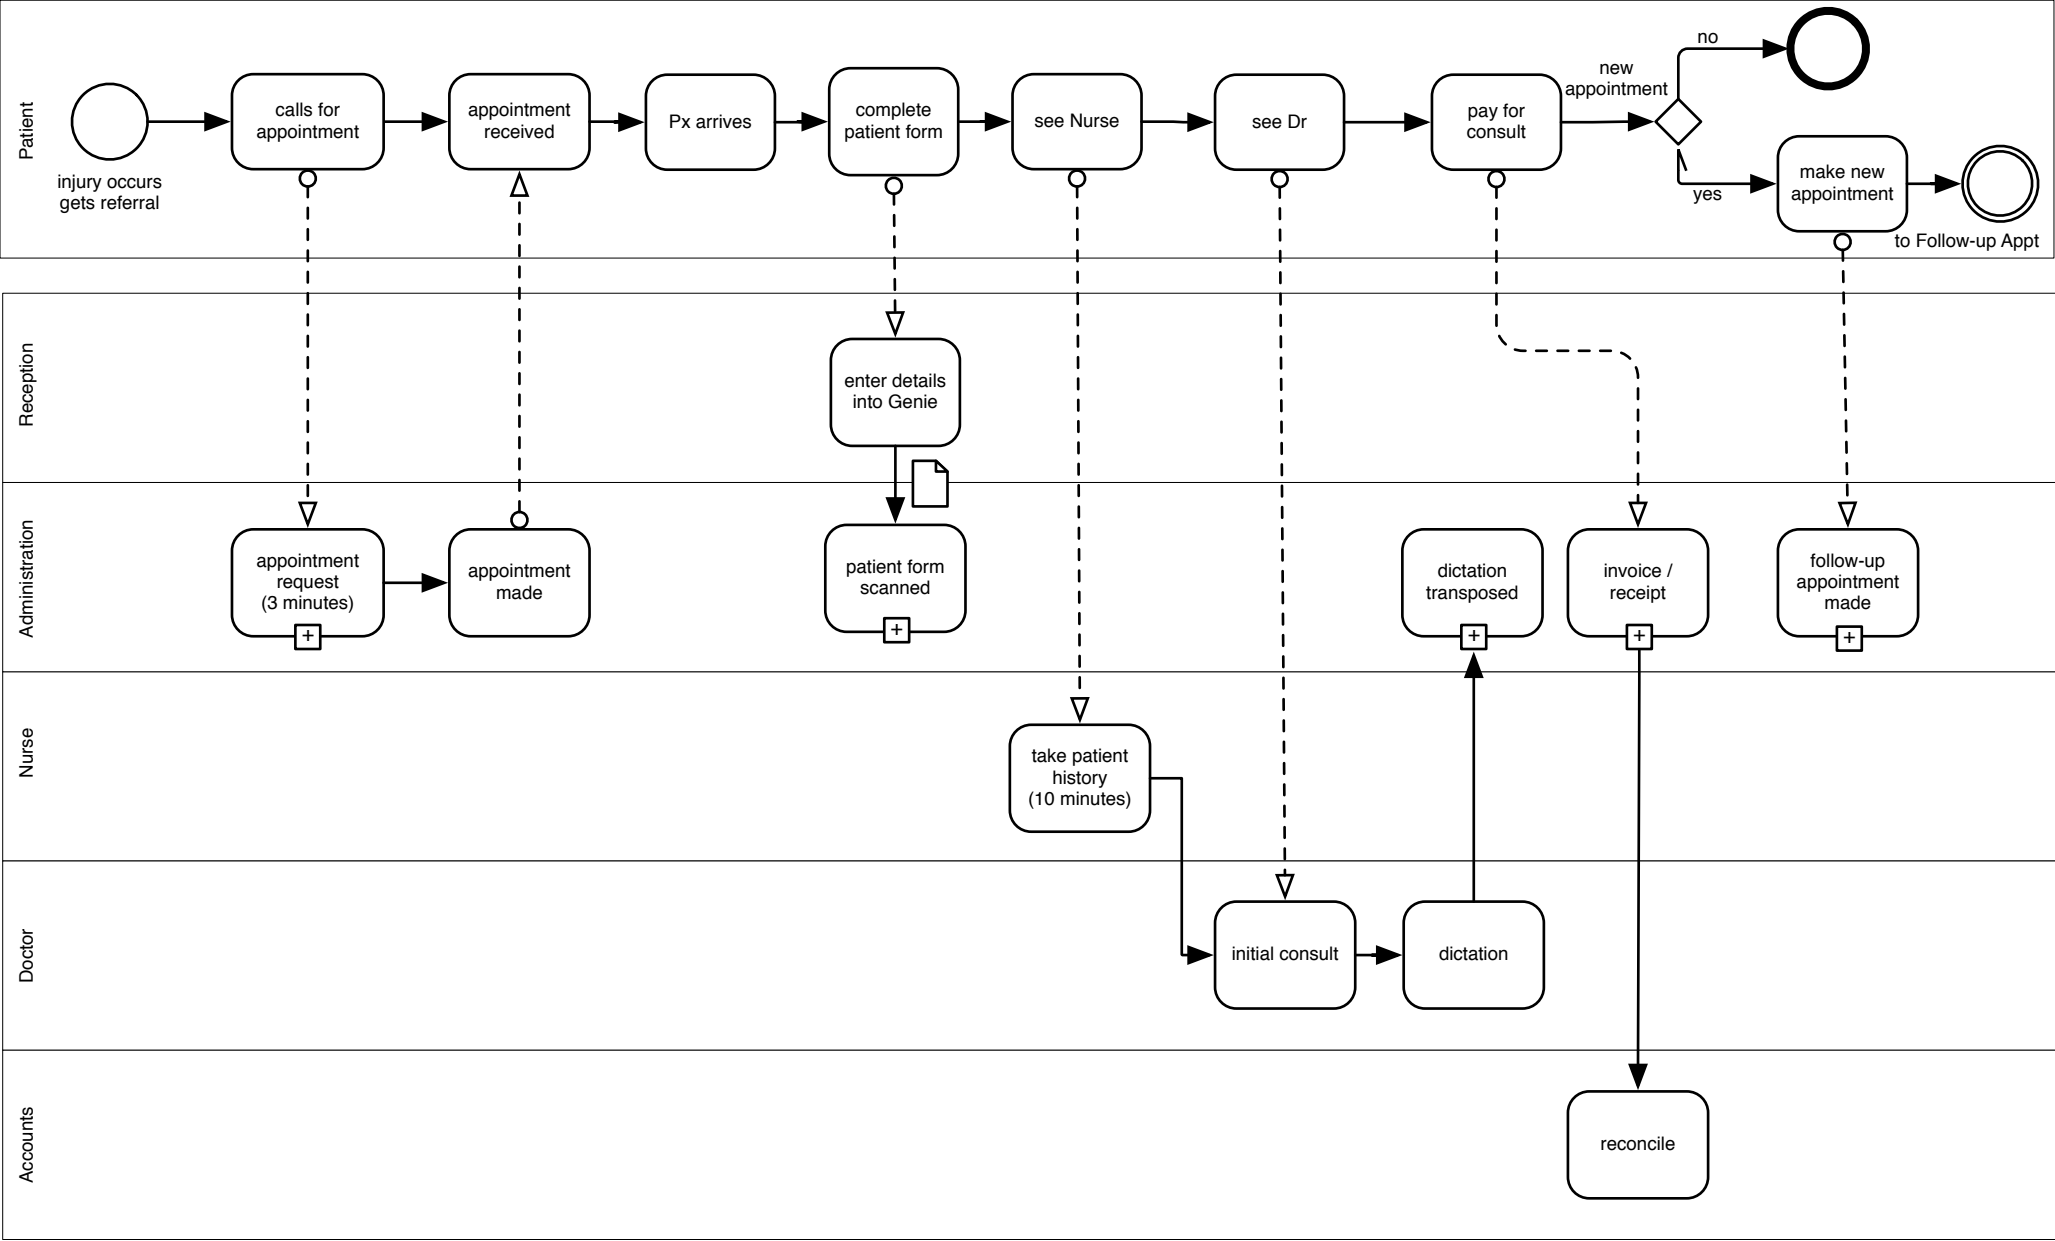 Patient
injury occurs
gets referral
calls for
appointment
appointment
received
Px arrives
complete
patient form
see Nurse
see Dr
pay for
consult
new
appointment
no
yes
make new
appointment
to Follow-up Appt
Reception
enter details
into Genie
Administration
appointment
request
(3 minutes)
+
appointment
made
patient form
scanned
+
dictation
transposed
+
invoice /
receipt
+
follow-up
appointment
made
+
Nurse
take patient
history
(10 minutes)
Doctor
initial consult
dictation
Accounts
reconcile